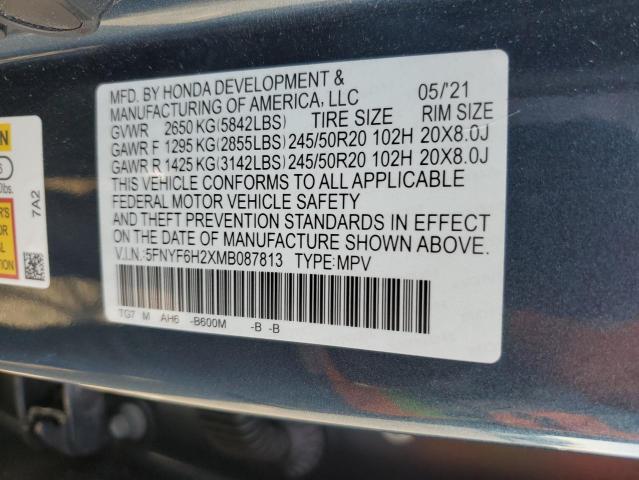 MFD. BY HONDA DEVELOPMENT &
MANUFACTURING OF AMERICA, LLC 05/'21
GVWR 2650 KG(5842LBS) TIRE SIZE RIM SIZE
GAWR F 1295 KG(2855LBS) 245/50R20 102H 20X8.0J
GAWR R 1425 KG(3142LBS) 245/50R20 102H 20X8.0J
THIS VEHICLE CONFORMS TO ALL APPLICABLE
FEDERAL MOTOR VEHICLE SAFETY
AND THEFT PREVENTION STANDARDS IN EFFECT
ON THE DATE OF MANUFACTURE SHOWN ABOVE.
V.I.N.:5FNYF6H2XMB087813 TYPE:MPV
TG7 M AH6 -B600M -B -B
7A2